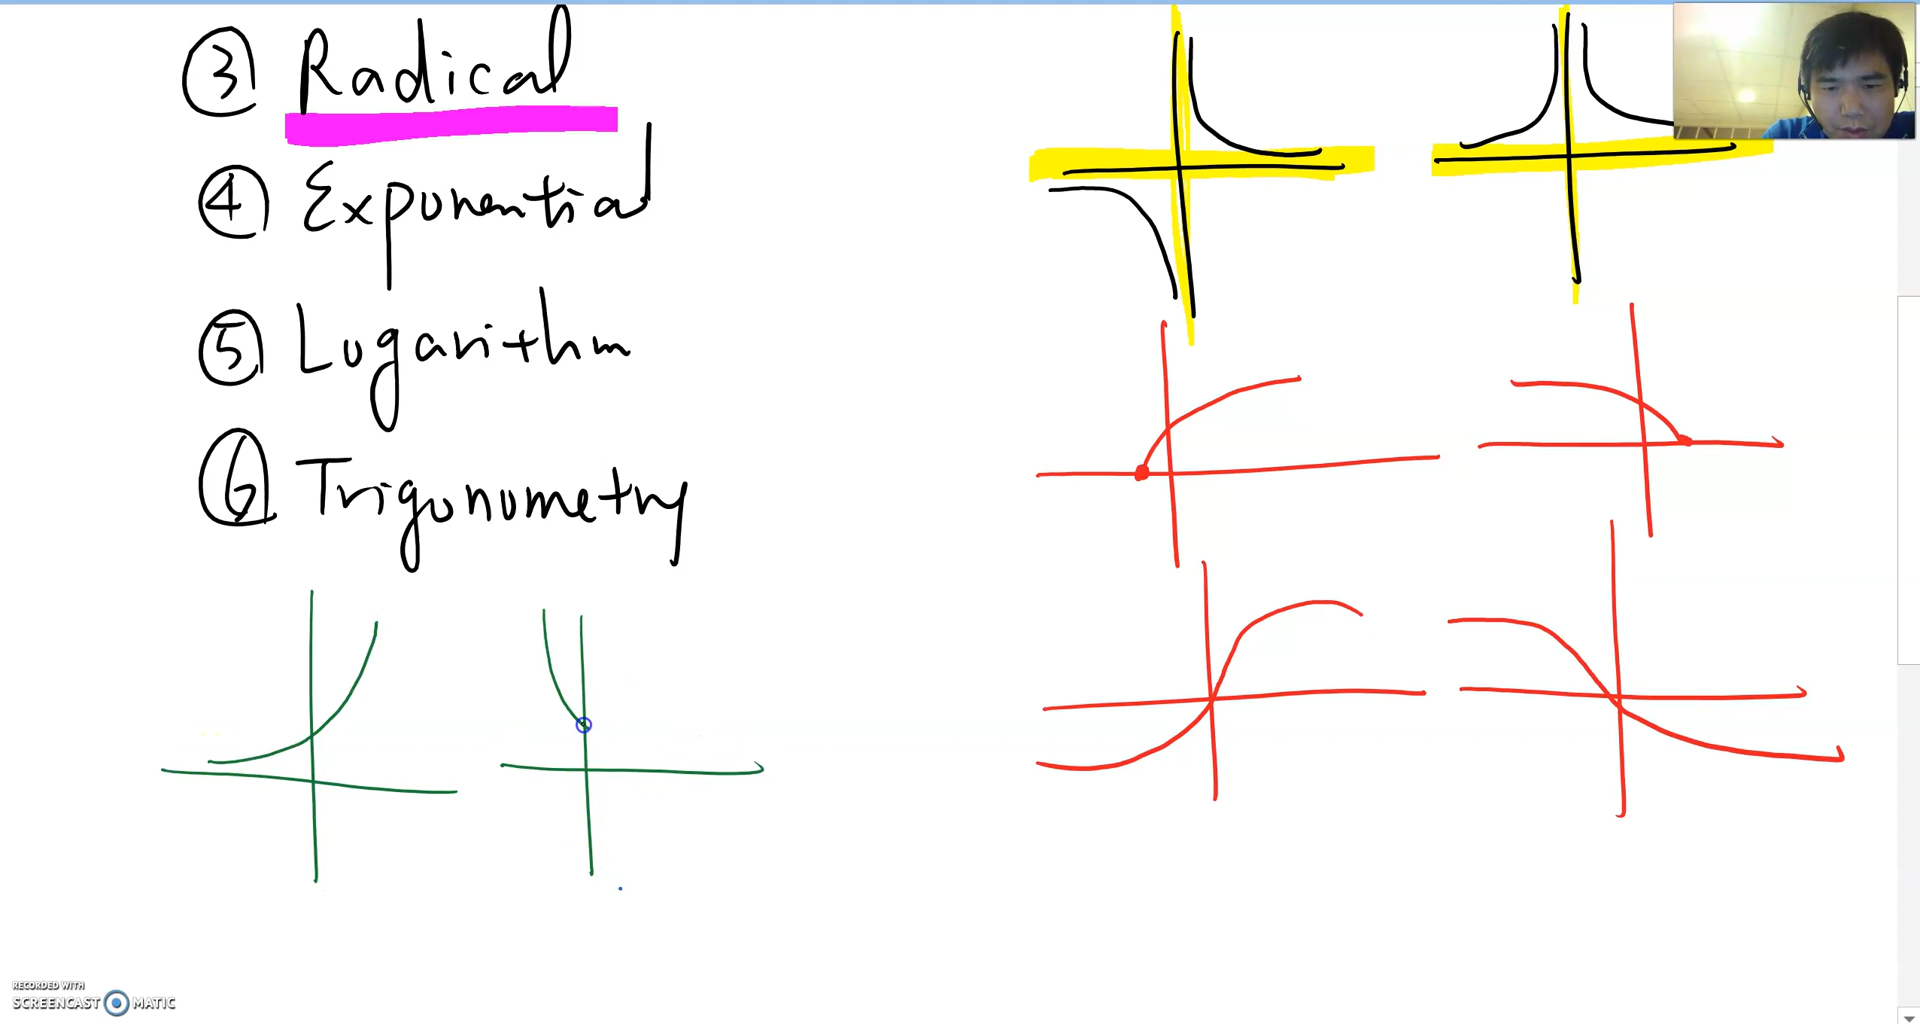 ③ Radical
④ Exponential
⑤ Logarithm
⑥ Trigonometry
RECORDED WITH
SCREENCAST MATIC